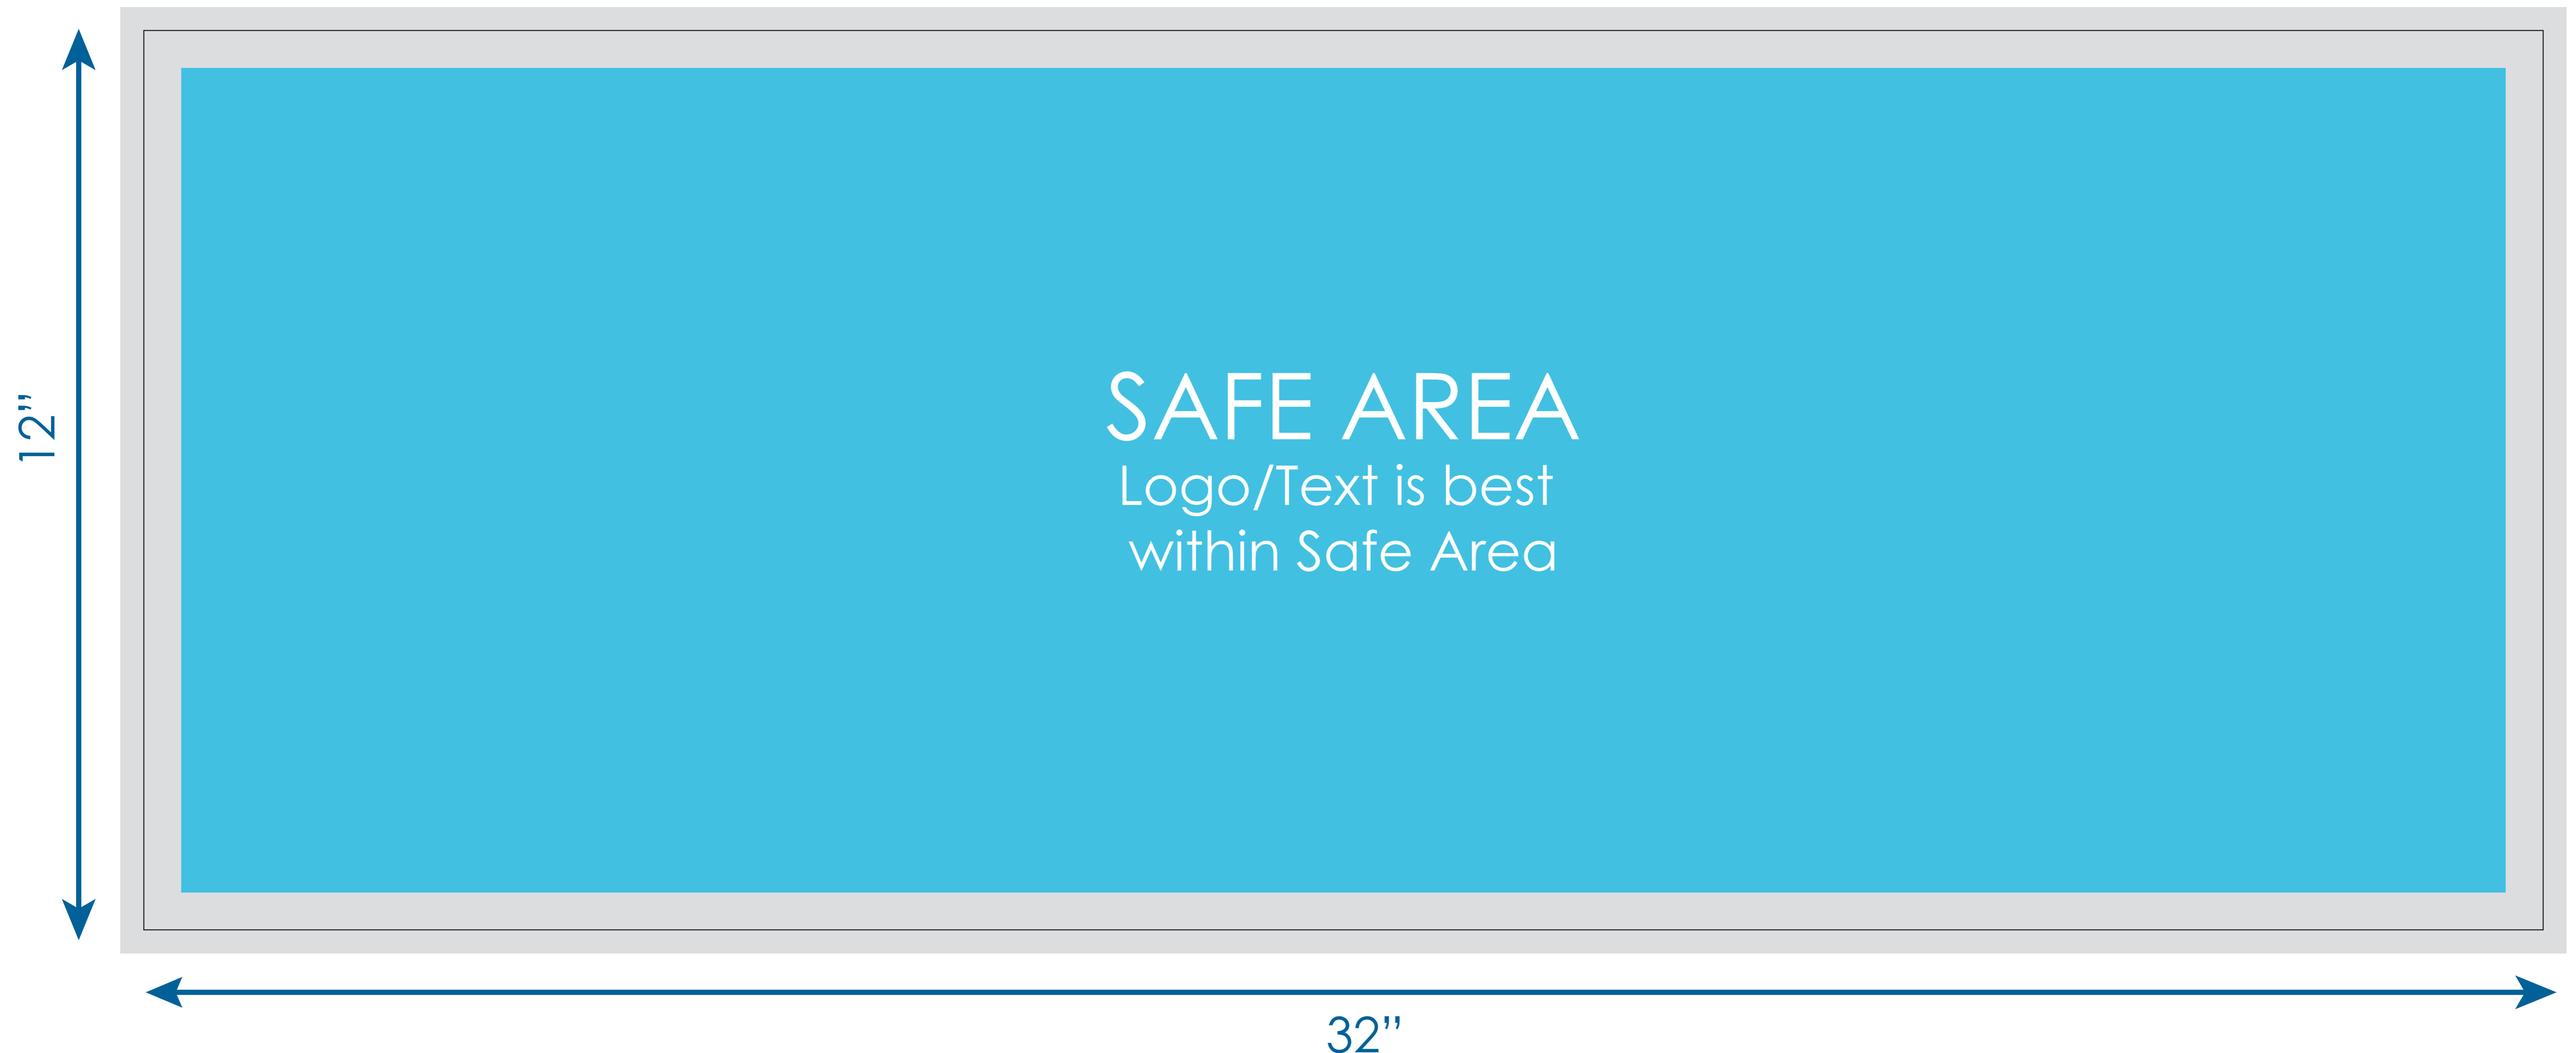 12”
SAFE AREA
Logo/Text is best
within Safe Area
32”